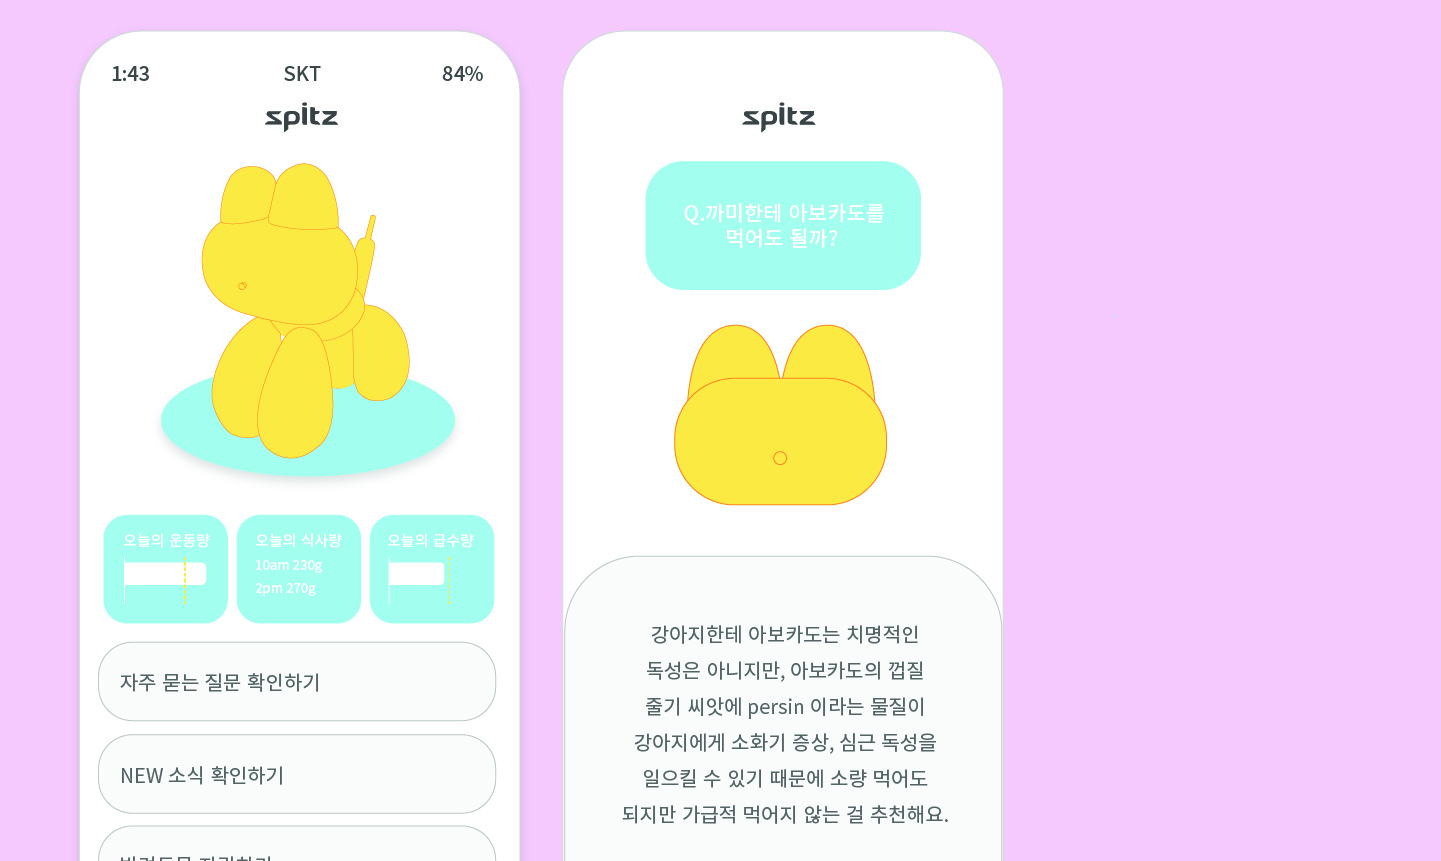 1:43 SKT 84%
spitz
오늘의 운동량
오늘의 식사량
10am 230g
2pm 270g
오늘의 급수량
자주 묻는 질문 확인하기
NEW 소식 확인하기
spitz
Q.까미한테 아보카도를
먹어도 될까?
강아지한테 아보카도는 치명적인
독성은 아니지만, 아보카도의 껍질
줄기 씨앗에 persin 이라는 물질이
강아지에게 소화기 증상, 심근 독성을
일으킬 수 있기 때문에 소량 먹어도
되지만 가급적 먹어지 않는 걸 추천해요.